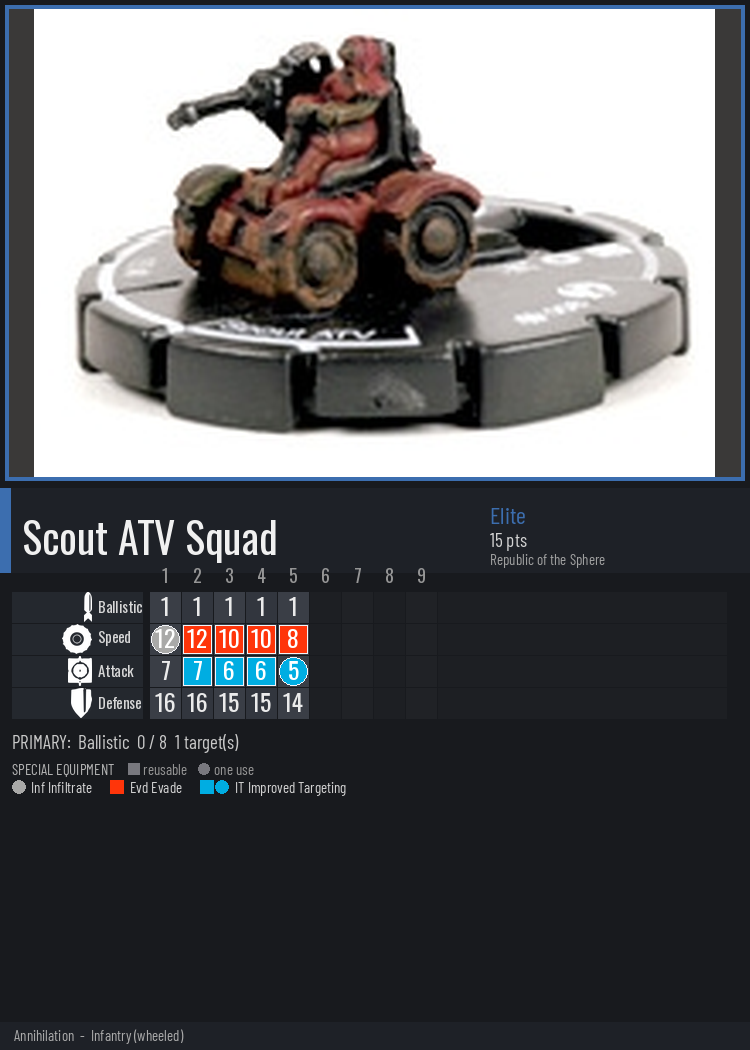 Scout ATV
Scout ATV Squad
Elite
15 pts
Republic of the Sphere
1 2 3 4 5 6 7 8 9
Ballistic 1 1 1 1 1
Speed 12 12 10 10 8
Attack 7 7 6 6 5
Defense 16 16 15 15 14
PRIMARY: Ballistic 0 / 8 1 target(s)
SPECIAL EQUIPMENT reusable one use
Inf Infiltrate Evd Evade IT Improved Targeting
Annihilation - Infantry (wheeled)